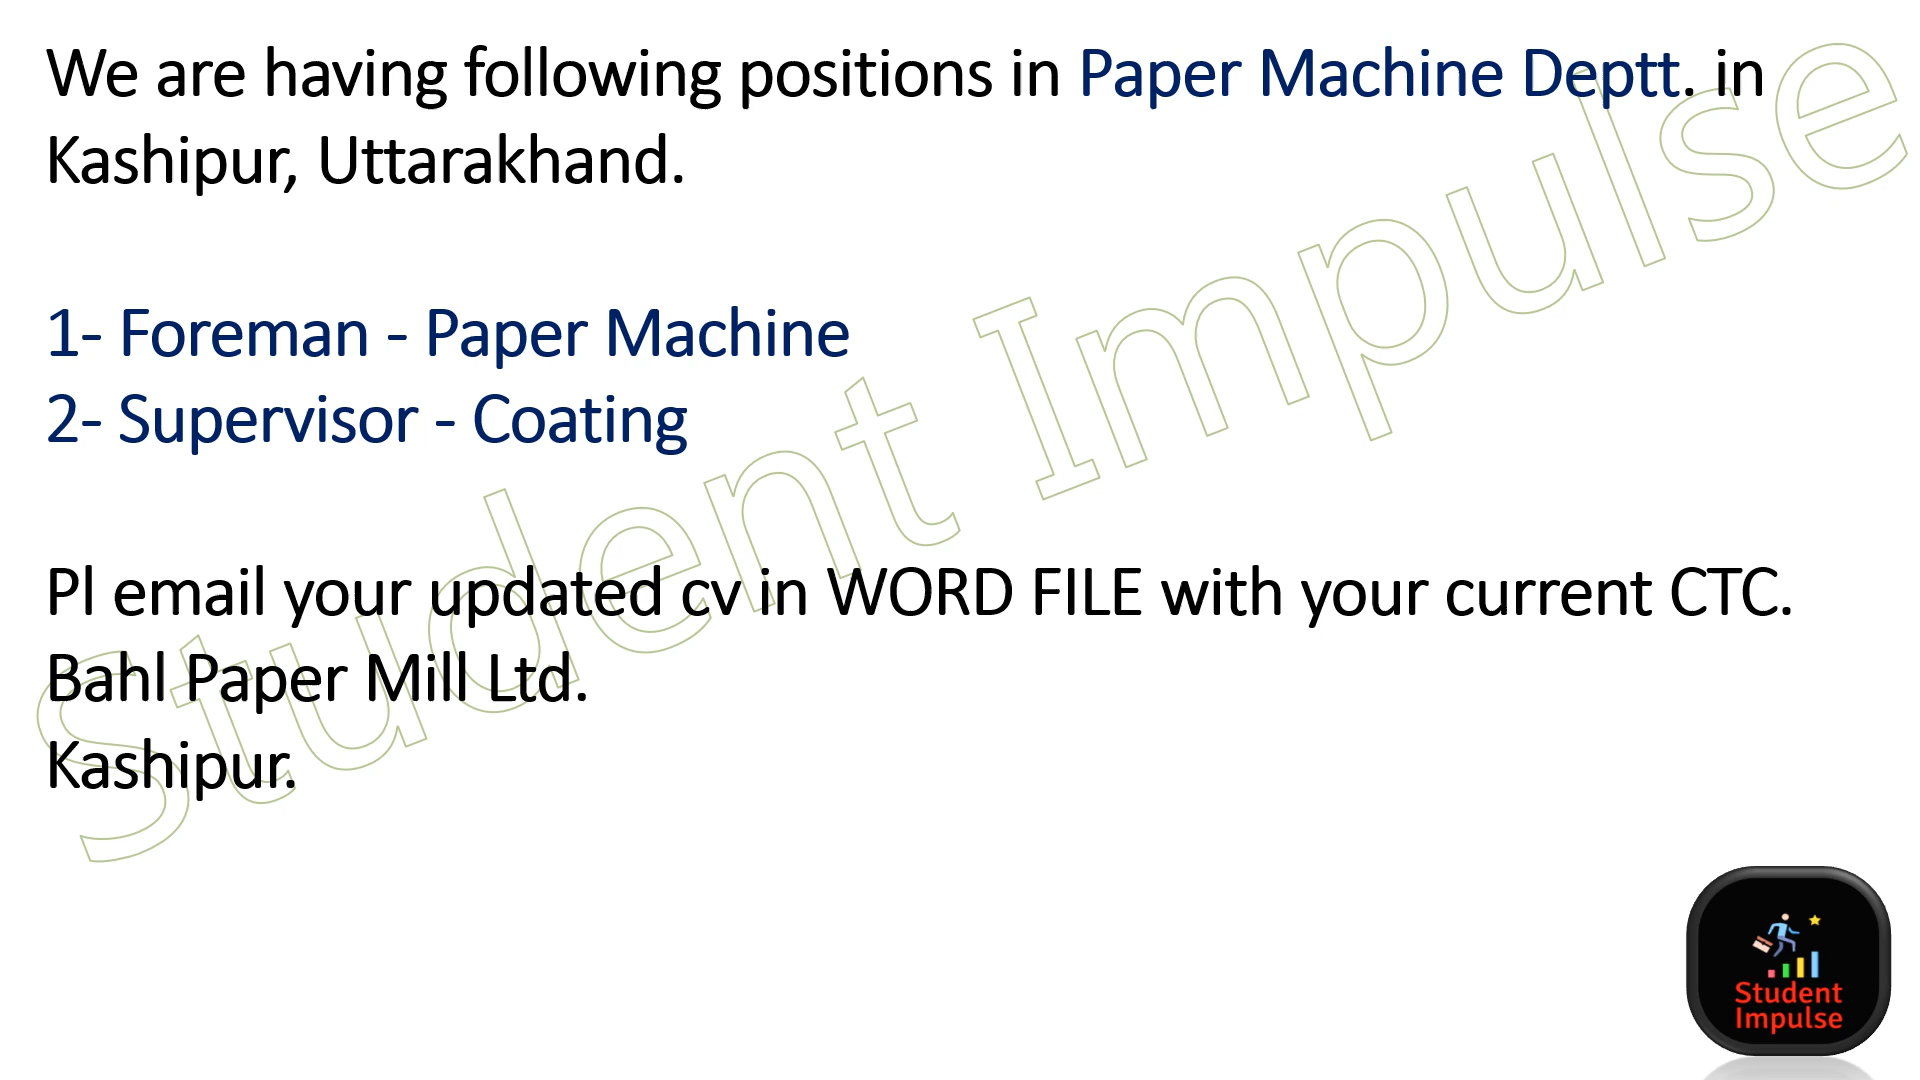 We are having following positions in Paper Machine Deptt. in
Kashipur, Uttarakhand.
1- Foreman - Paper Machine
2- Supervisor - Coating
Pl email your updated cv in WORD FILE with your current CTC.
Bahl Paper Mill Ltd.
Kashipur.
Student Impulse
Student
Impulse